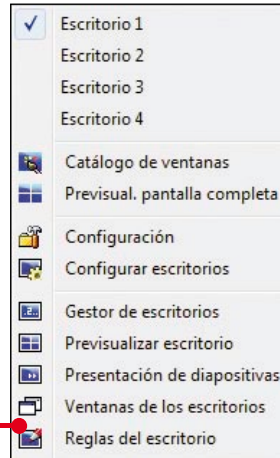 Escritorio 1
Escritorio 2
Escritorio 3
Escritorio 4
Catálogo de ventanas
Previsual. pantalla completa
Configuración
Configurar escritorios
Gestor de escritorios
Previsualizar escritorio
Presentación de diapositivas
Ventanas de los escritorios
Reglas del escritorio